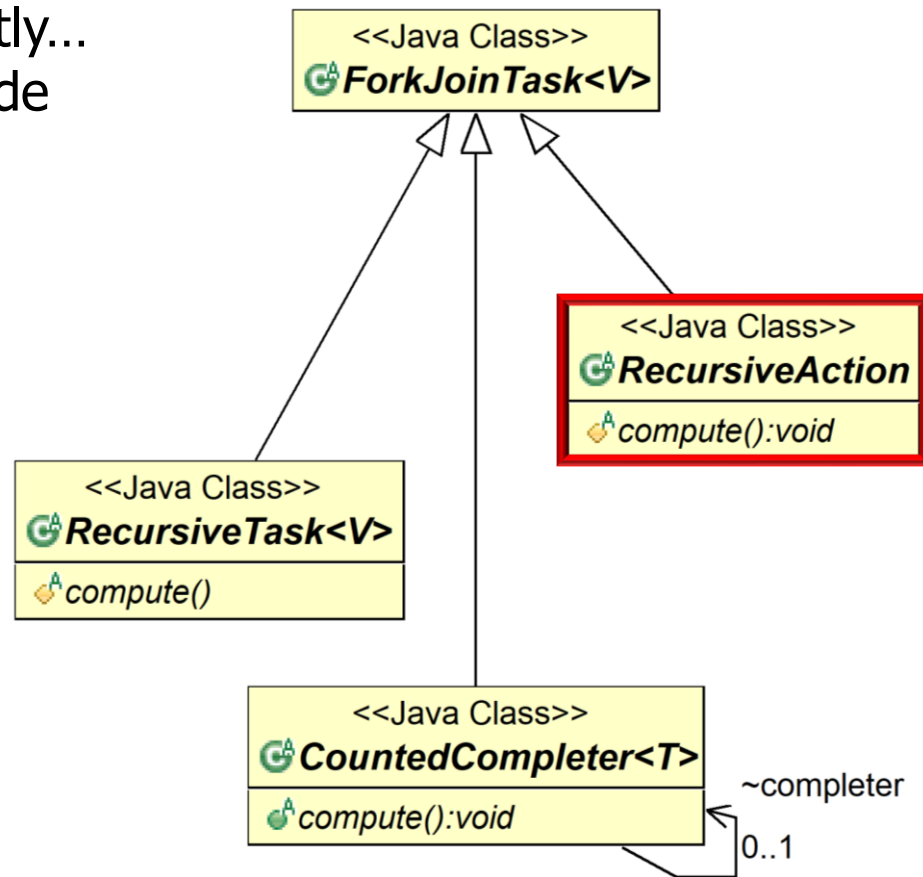 tly...
de
<<Java Class>>
ForkJoinTask<V>
<<Java Class>>
RecursiveAction
compute():void
<<Java Class>>
RecursiveTask<V>
compute()
<<Java Class>>
CountedCompleter<T>
compute():void
~completer
0..1